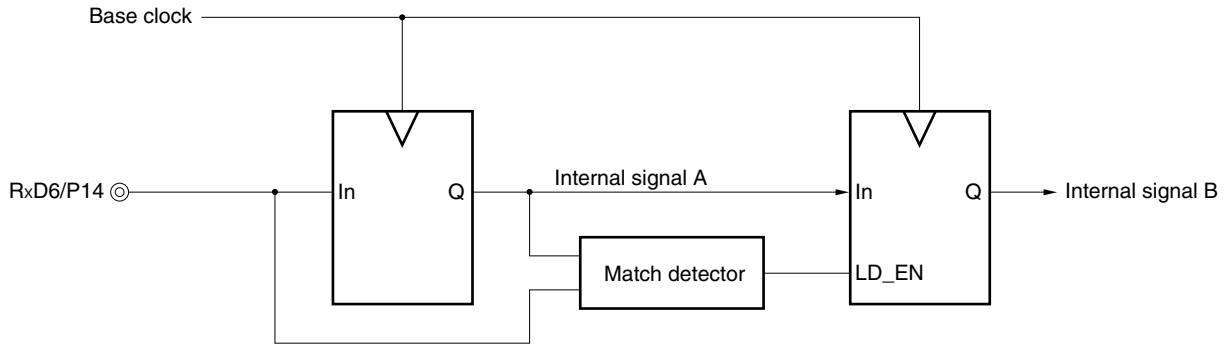 Base clock
RxD6/P14
In
Q
Internal signal A
In
Q
Internal signal B
Match detector
LD_EN